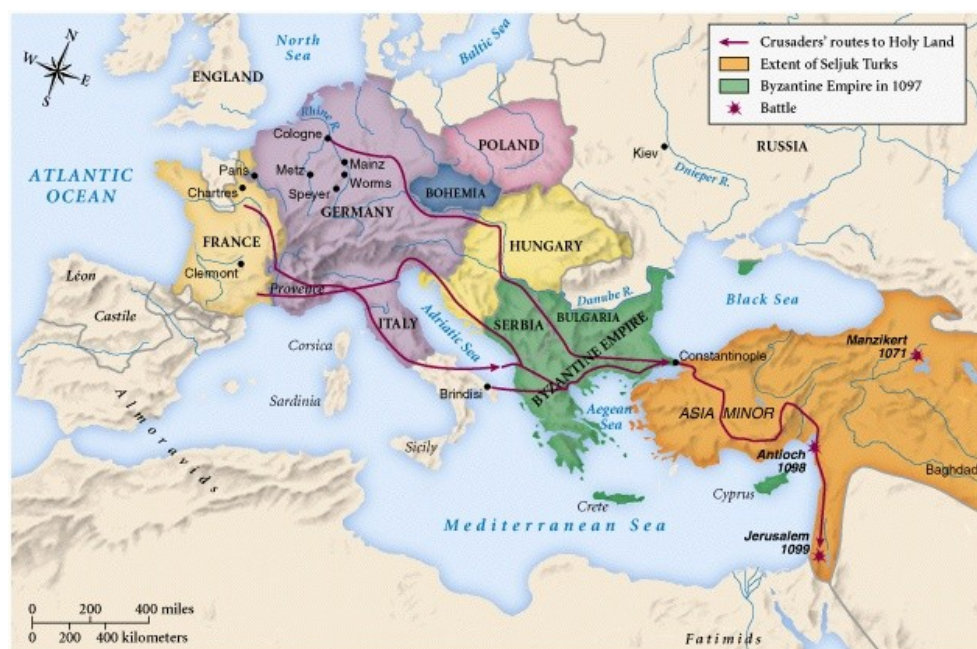 N
W
E
S
North
Sea
Baltic Sea
Crusaders' routes to Holy Land
Extent of Seljuk Turks
Byzantine Empire in 1097
Battle
ENGLAND
Rhine R.
Cologne
POLAND
Kiev
RUSSIA
Dnieper R.
ATLANTIC
OCEAN
Paris
Chartres
Metz
Mainz
Worms
Speyer
GERMANY
BOHEMIA
FRANCE
Clermont
HUNGARY
Léon
Castile
Provence
ITALY
Adriatic Sea
Danube R.
SERBIA
BULGARIA
BYZANTINE EMPIRE
Black Sea
Corsica
Sardinia
Brindisi
Constantinople
Manzikert
1071
Almoravids
Sicily
Aegean
Sea
ASIA MINOR
Antioch
1098
Baghdad
Crete
Cyprus
Mediterranean Sea
Jerusalem
1099
0 200 400 miles
0 200 400 kilometers
Fatimids